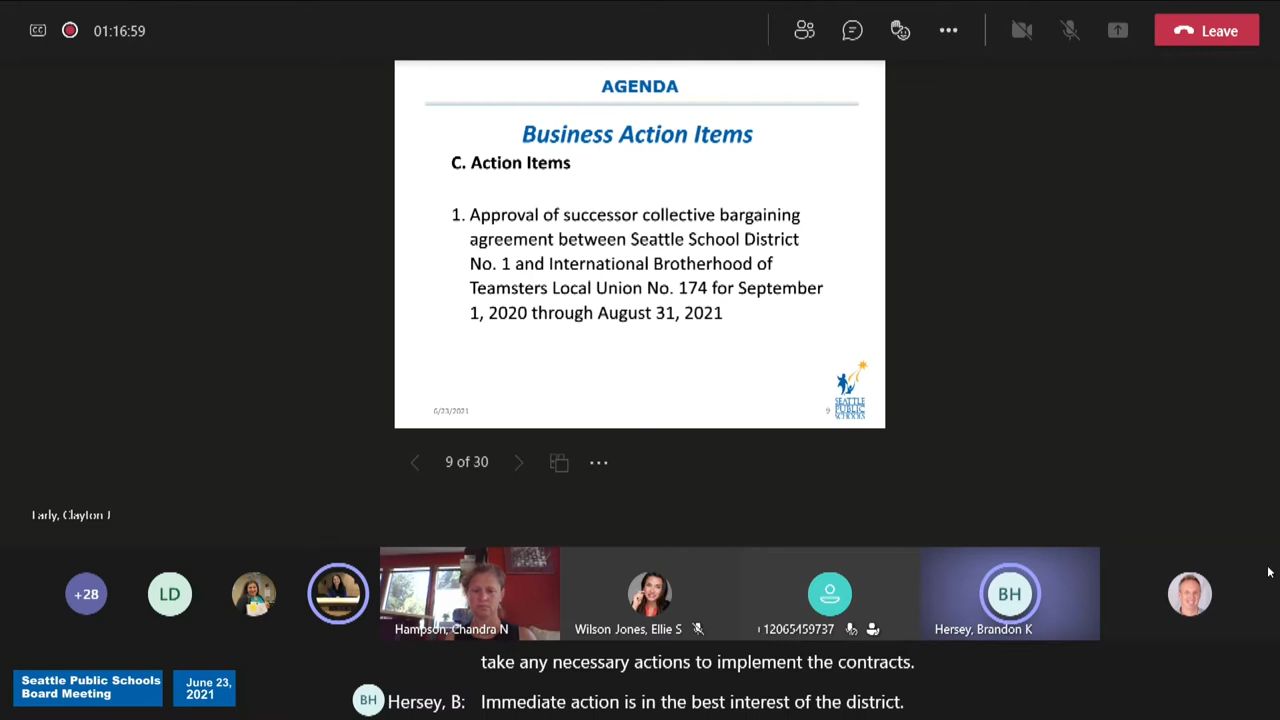 CC
01:16:59
Leave
AGENDA
Business Action Items
C. Action Items
1. Approval of successor collective bargaining
agreement between Seattle School District
No. 1 and International Brotherhood of
Teamsters Local Union No. 174 for September
1, 2020 through August 31, 2021
6/23/2021
9
SEATTLE
PUBLIC
SCHOOLS
9 of 30
Clayton J
+28
LD
BH
Hampson, Chandra N
Wilson Jones, Ellie S
12065459737
Hersey, Brandon K
Seattle Public Schools
Board Meeting
June 23,
2021
take any necessary actions to implement the contracts.
BH
Hersey, B: Immediate action is in the best interest of the district.